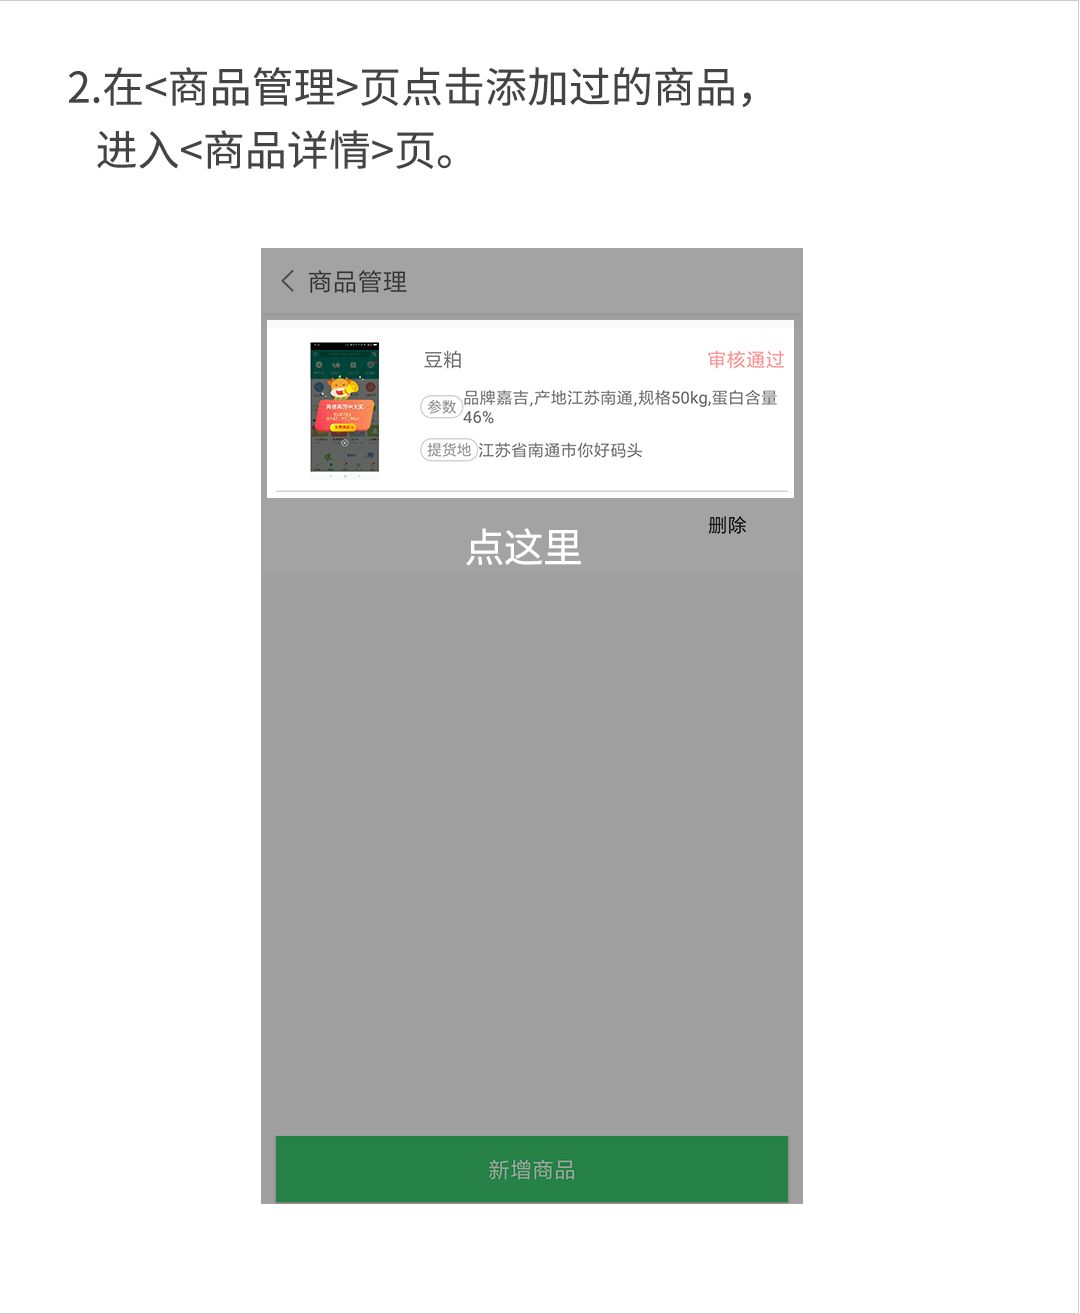 2.在<商品管理>页点击添加过的商品，
进入<商品详情>页。
商品管理
豆粕
审核通过
参数 品牌嘉吉,产地江苏南通,规格50kg,蛋白含量
46%
提货地 江苏省南通市你好码头
删除
点这里
新增商品